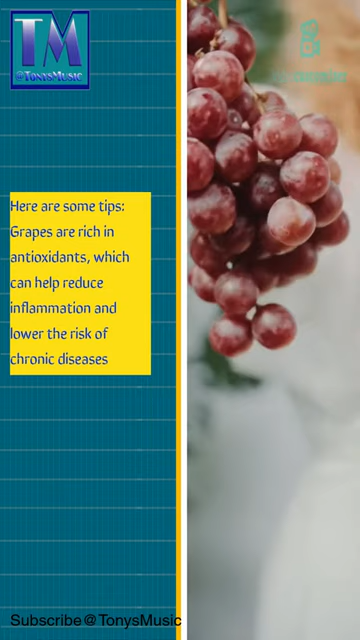 TM
@TonysMusic
Here are some tips:
Grapes are rich in
antioxidants, which
can help reduce
inflammation and
lower the risk of
chronic diseases
Subscribe@TonysMusic